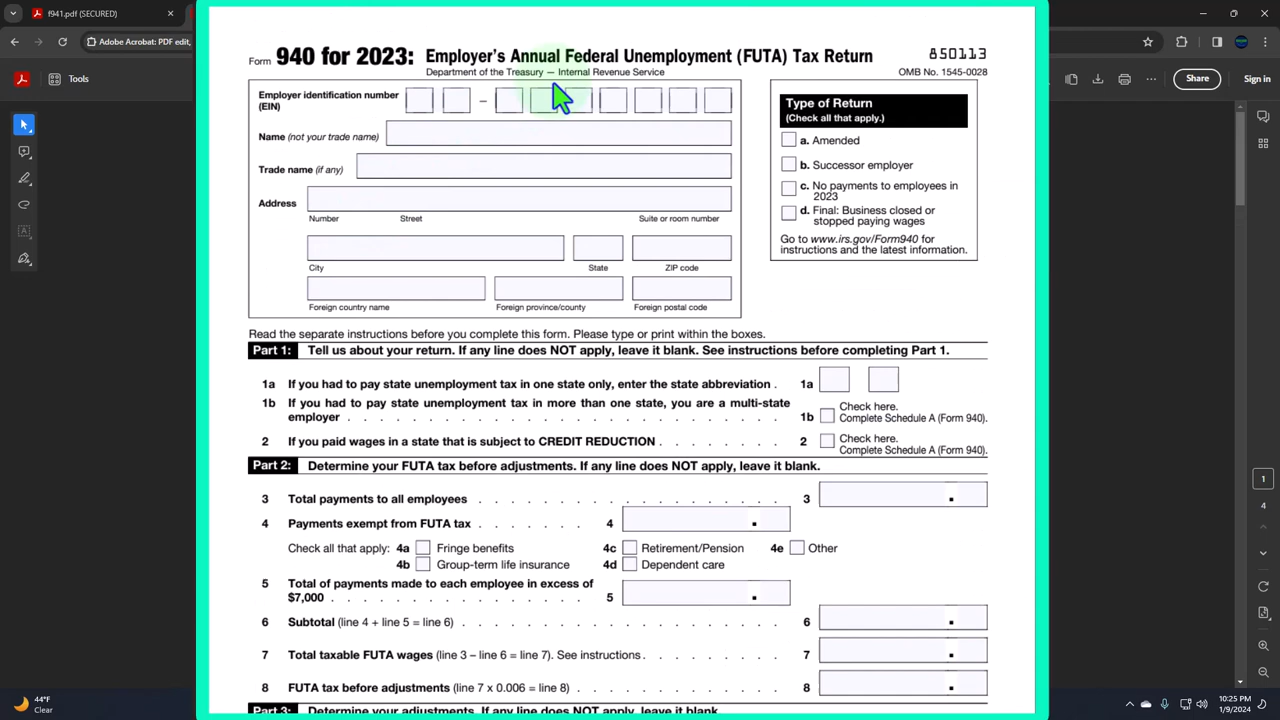 f941.pdf
Adobe Acrobat: PDF edit,
Tools
Sign in
Form 940 for 2023: Employer's Annual Federal Unemployment (FUTA) Tax Return
850113
Department of the Treasury — Internal Revenue Service
OMB No. 1545-0028
Employer identification number
(EIN)
–
Name (not your trade name)
Trade name (if any)
Address
Number Street Suite or room number
City State ZIP code
Foreign country name Foreign province/county Foreign postal code
Type of Return
(Check all that apply.)
a. Amended
b. Successor employer
c. No payments to employees in
2023
d. Final: Business closed or
stopped paying wages
Go to www.irs.gov/Form940 for
instructions and the latest information.
Read the separate instructions before you complete this form. Please type or print within the boxes.
Part 1: Tell us about your return. If any line does NOT apply, leave it blank. See instructions before completing Part 1.
1a If you had to pay state unemployment tax in one state only, enter the state abbreviation . 1a
1b If you had to pay state unemployment tax in more than one state, you are a multi-state
employer . . . . . . . . . . . . . . . . . 1b
Check here.
Complete Schedule A (Form 940).
2 If you paid wages in a state that is subject to CREDIT REDUCTION . . . . . . 2
Check here.
Complete Schedule A (Form 940).
Part 2: Determine your FUTA tax before adjustments. If any line does NOT apply, leave it blank.
3 Total payments to all employees . . . . . . . . . . . . . 3 .
4 Payments exempt from FUTA tax . . . . . 4 .
Check all that apply: 4a Fringe benefits 4c Retirement/Pension 4e Other
4b Group-term life insurance 4d Dependent care
5 Total of payments made to each employee in excess of
$7,000 . . . . . . . . . . . 5 .
6 Subtotal (line 4 + line 5 = line 6) . . . . . . . . . . . . . 6 .
7 Total taxable FUTA wages (line 3 – line 6 = line 7). See instructions . . . . . . 7 .
8 FUTA tax before adjustments (line 7 x 0.006 = line 8) . . . . . . . . . 8 .
Part 3: Determine your adjustments. If any line does NOT apply, leave it blank.
1
4
44°F
Clear
10:25 PM
1/9/2024